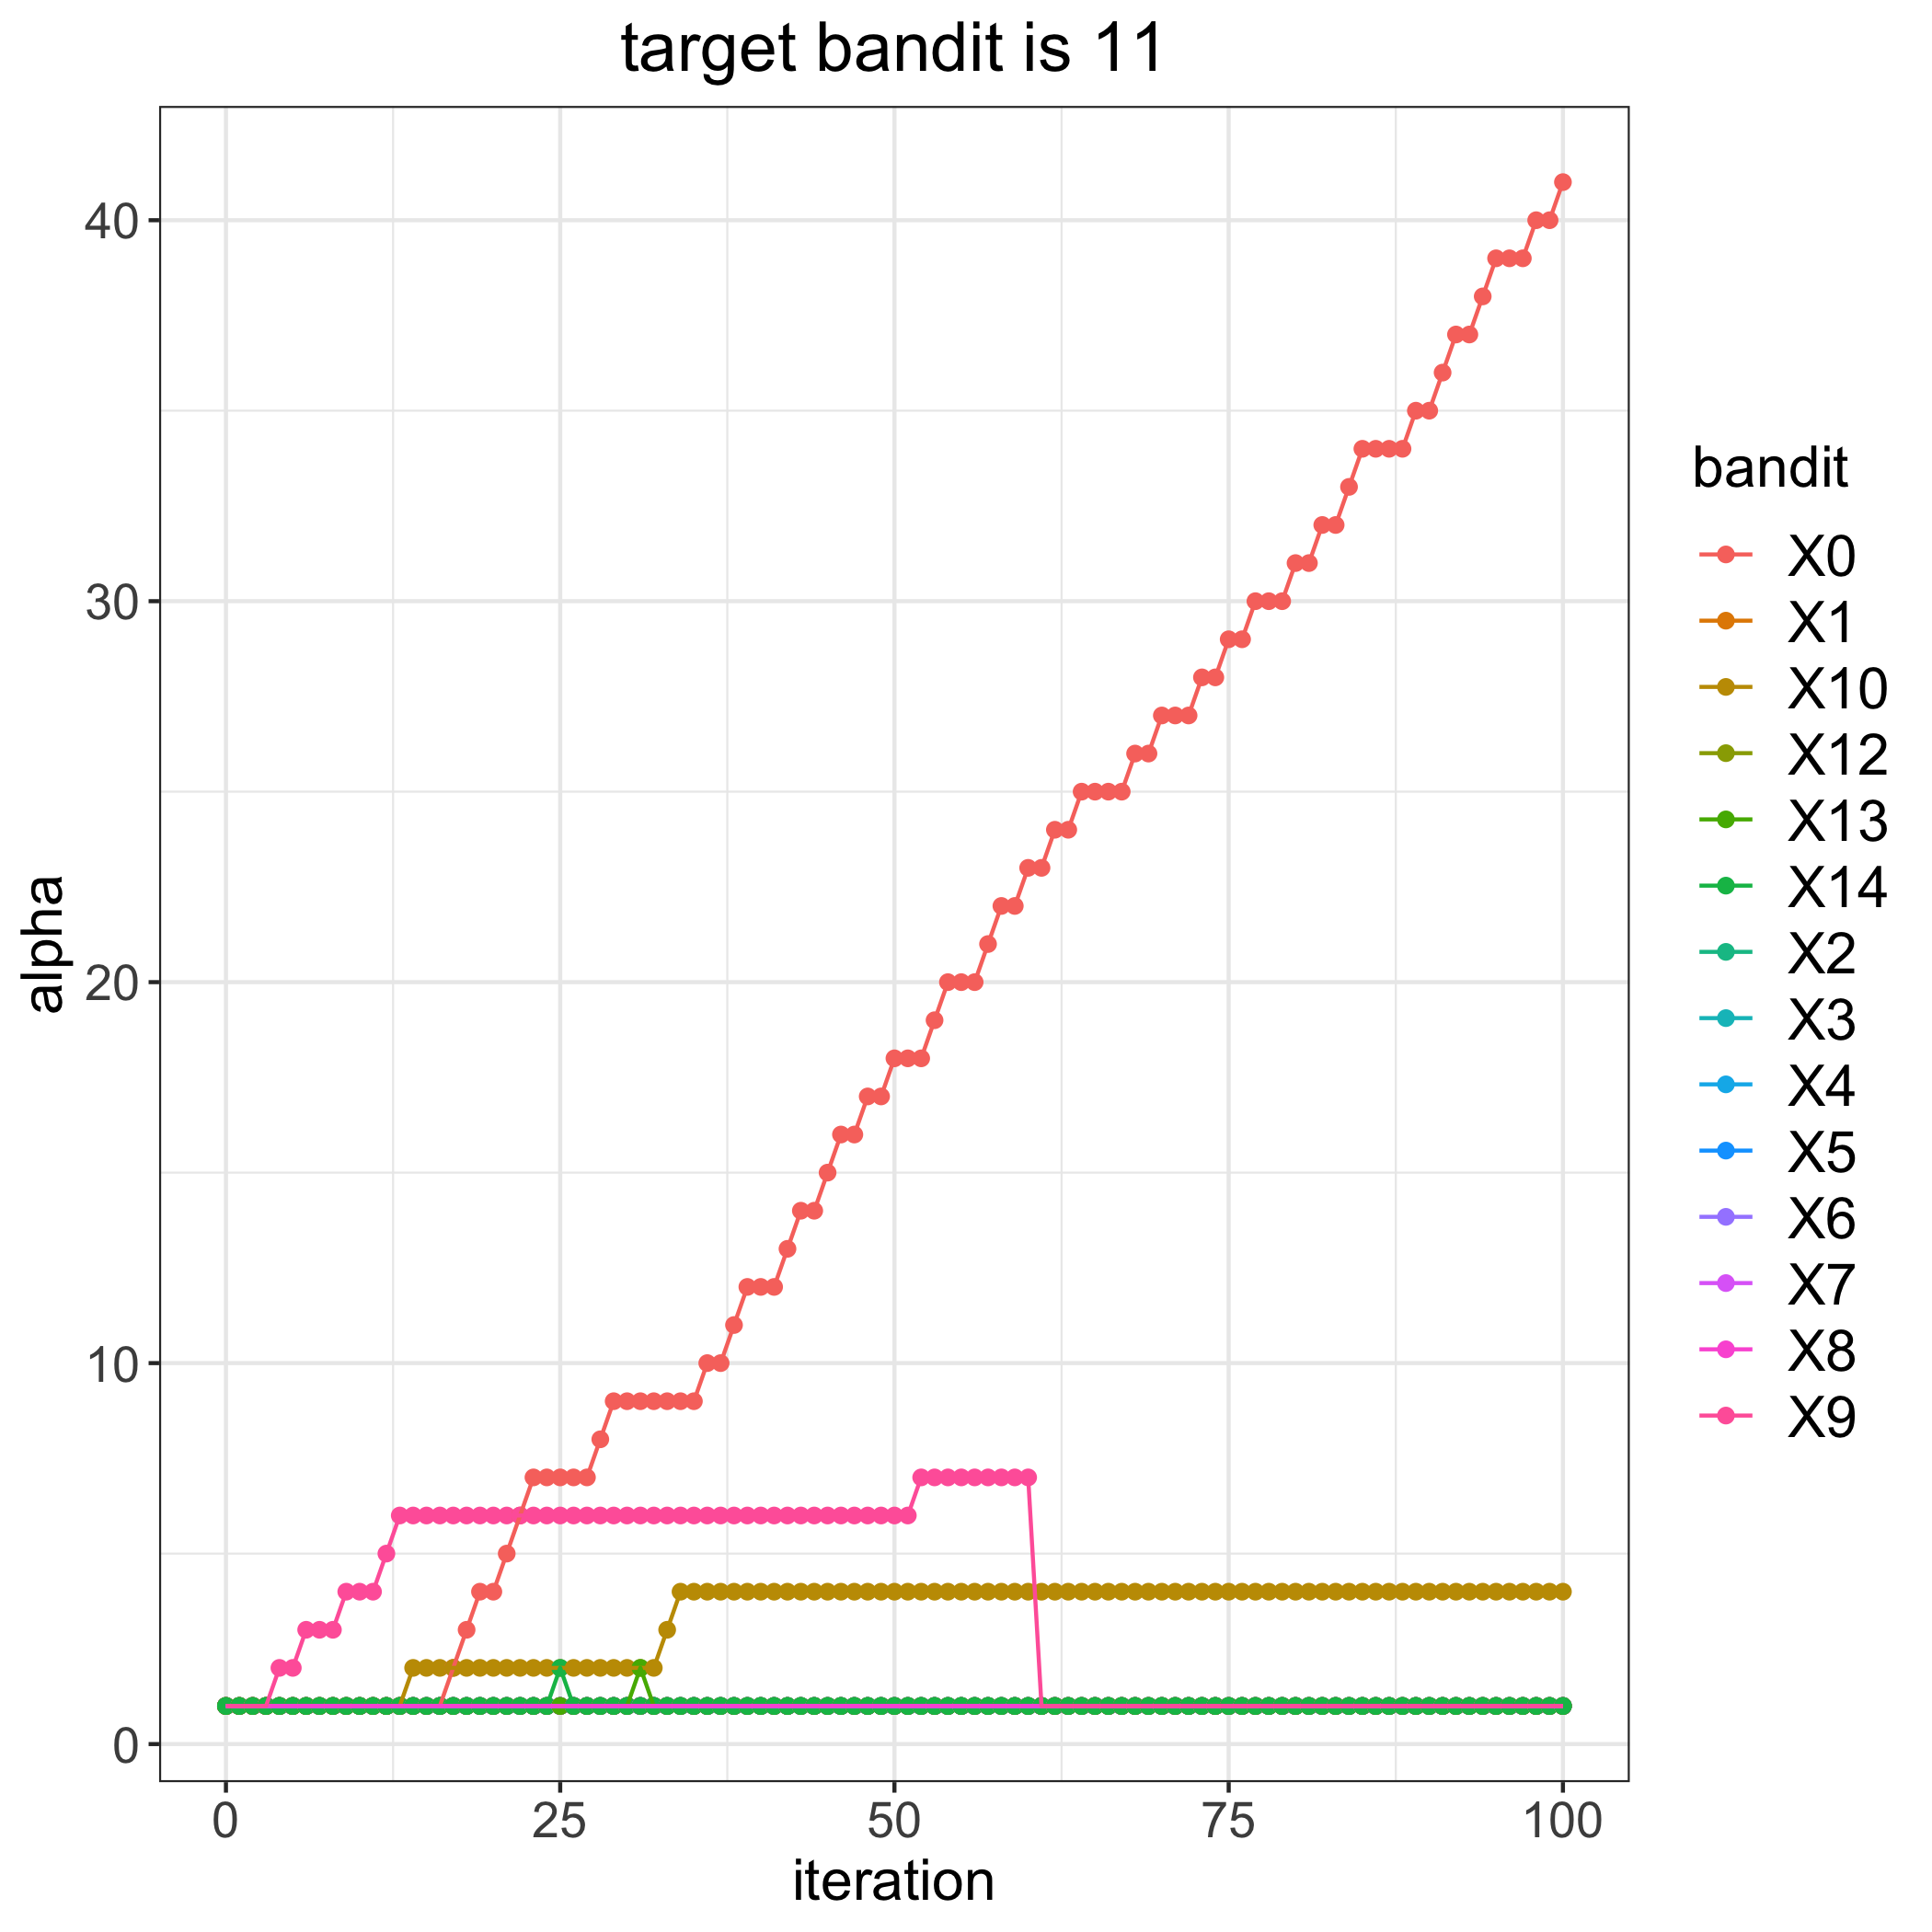 target bandit is 11
alpha
40
30
20
10
0
0 25 50 75 100
iteration
bandit
X0
X1
X10
X12
X13
X14
X2
X3
X4
X5
X6
X7
X8
X9